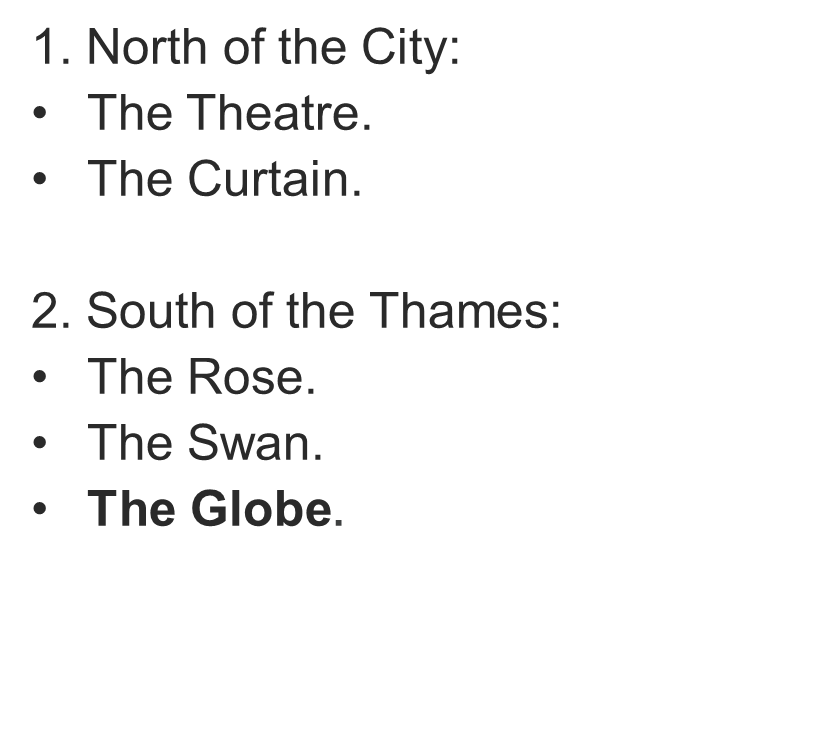 1. North of the City:
• The Theatre.
• The Curtain.
2. South of the Thames:
• The Rose.
• The Swan.
• The Globe.